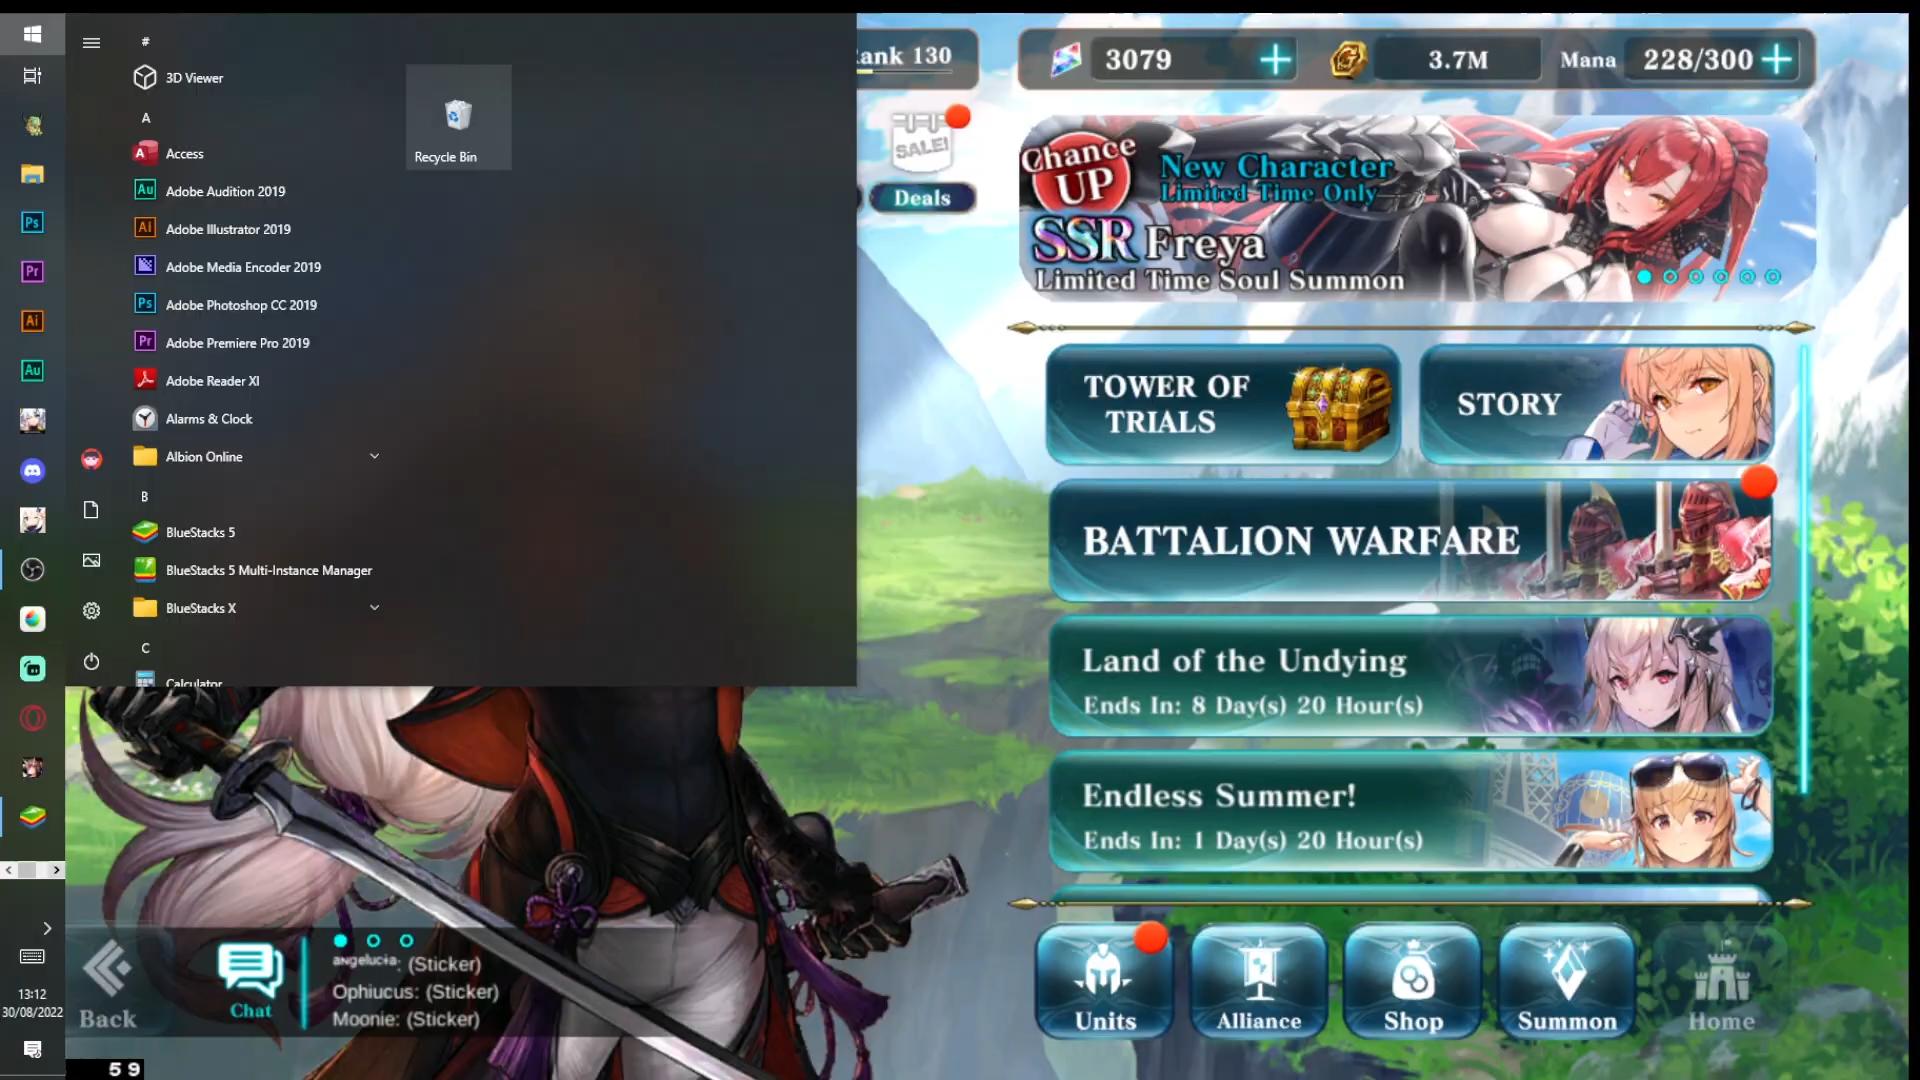 #
3D Viewer
A
Access
Adobe Audition 2019
Adobe Illustrator 2019
Adobe Media Encoder 2019
Adobe Photoshop CC 2019
Adobe Premiere Pro 2019
Adobe Reader XI
Alarms & Clock
Albion Online
B
BlueStacks 5
BlueStacks 5 Multi-Instance Manager
BlueStacks X
C
Calculator
Recycle Bin
Ps
Pr
Ai
Au
13:12
30/08/2022
59
Rank 130
3079
3.7M
Mana 228/300
SALE!
Deals
Chance UP
New Character
Limited Time Only
SSR Freya
Limited Time Soul Summon
TOWER OF
TRIALS
STORY
BATTALION WARFARE
Land of the Undying
Ends In: 8 Day(s) 20 Hour(s)
Endless Summer!
Ends In: 1 Day(s) 20 Hour(s)
Back
Chat
angelucia: (Sticker)
Ophiucus: (Sticker)
Moonie: (Sticker)
Units
Alliance
Shop
Summon
Home